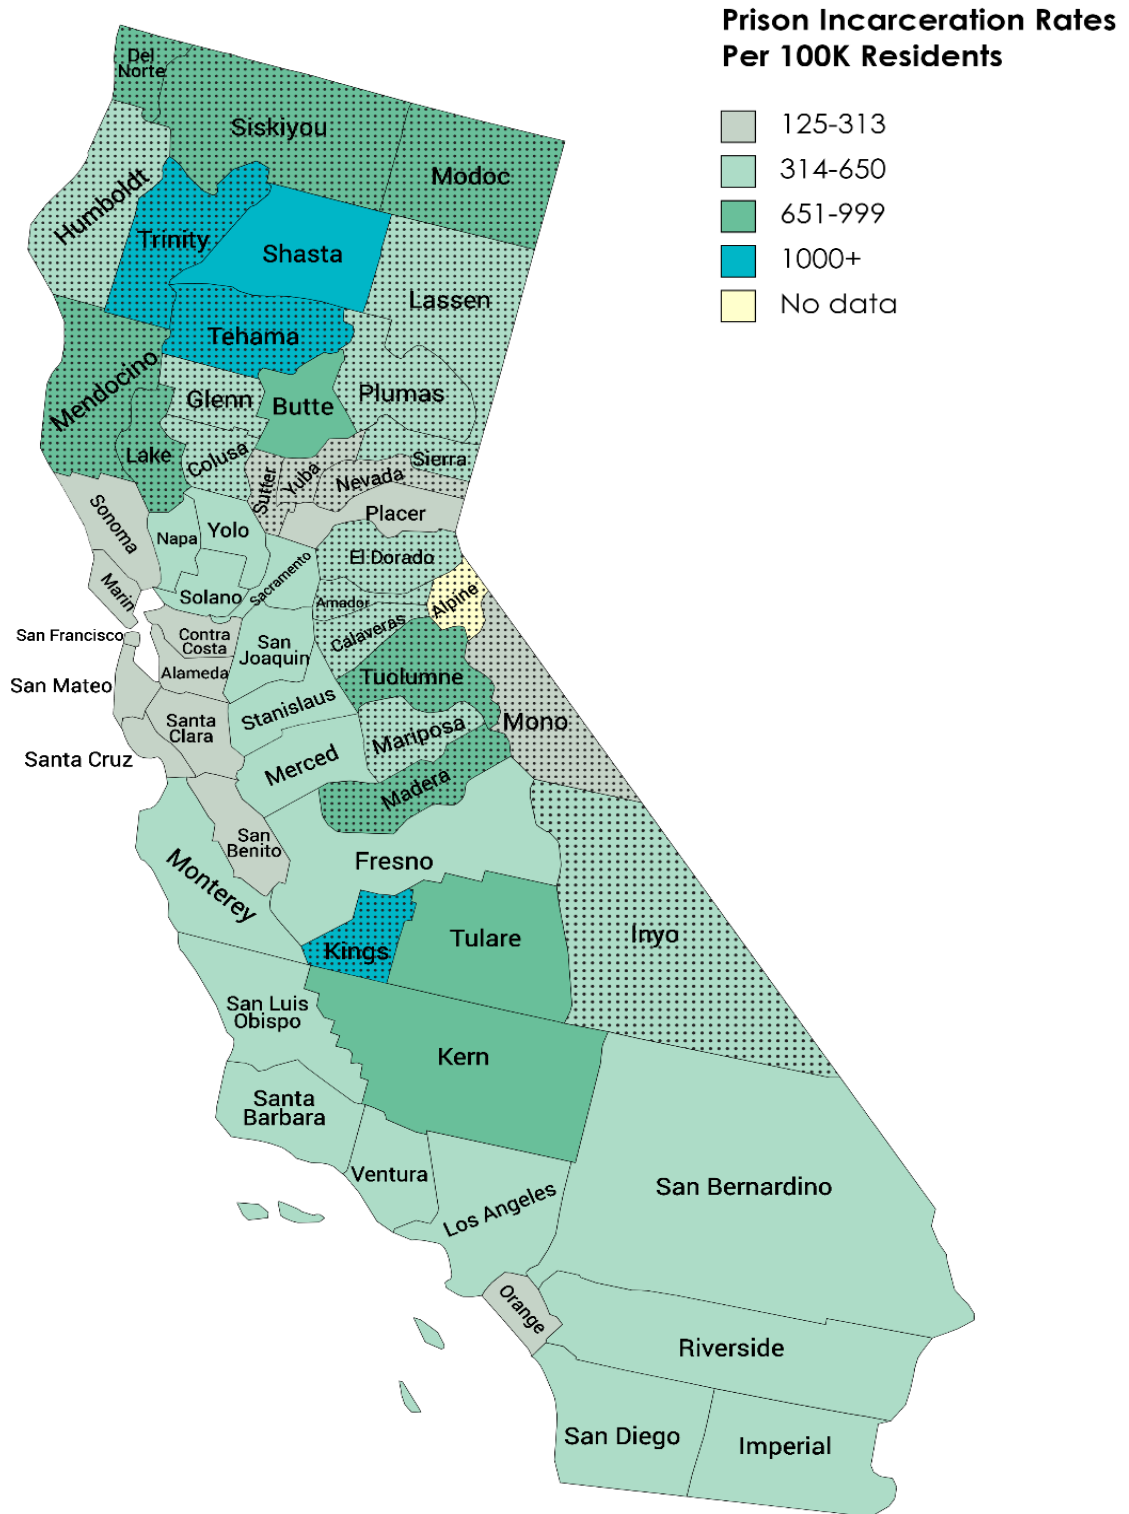 Prison Incarceration Rates
Per 100K Residents
125-313
314-650
651-999
1000+
No data
Del
Norte
Siskiyou
Modoc
Humboldt
Trinity
Shasta
Lassen
Tehama
Mendocino
Glenn
Butte
Plumas
Lake
Colusa
Sutter
Yuba
Nevada
Sierra
Sonoma
Napa
Yolo
Placer
El Dorado
Marin
Solano
Sacramento
Amador
Alpine
San Francisco
Contra
Costa
San
Joaquin
Calaveras
Alameda
San Mateo
Tuolumne
Santa
Clara
Stanislaus
Mariposa
Mono
Santa Cruz
Merced
Madera
San
Benito
Fresno
Monterey
Kings
Tulare
Inyo
San Luis
Obispo
Kern
Santa
Barbara
Ventura
Los Angeles
San Bernardino
Orange
Riverside
San Diego
Imperial